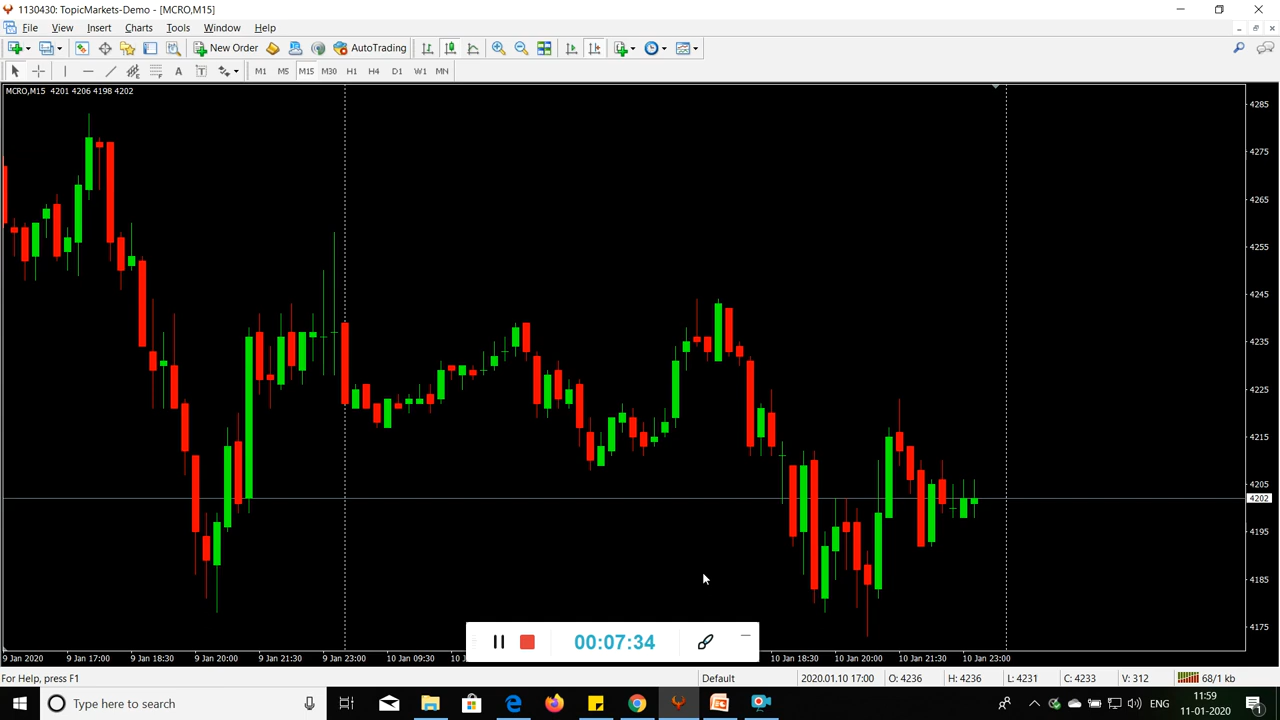 1130430: TopicMarkets-Demo - [MCRO,M15]
File View Insert Charts Tools Window Help
New Order AutoTrading
A T M1 M5 M15 M30 H1 H4 D1 W1 MN
MCRO,M15 4201 4206 4198 4202
4285
4275
4265
4255
4245
4235
4225
4215
4205
4202
4195
4185
4175
00:07:34
9 Jan 2020 9 Jan 17:00 9 Jan 18:30 9 Jan 20:00 9 Jan 21:30 9 Jan 23:00 10 Jan 09:30 10 J 10 Jan 18:30 10 Jan 20:00 10 Jan 21:30 10 Jan 23:00
For Help, press F1 Default 2020.01.10 17:00 O: 4236 H: 4236 L: 4231 C: 4233 V: 312 68/1 kb
Type here to search ENG 11:59
11-01-2020
1